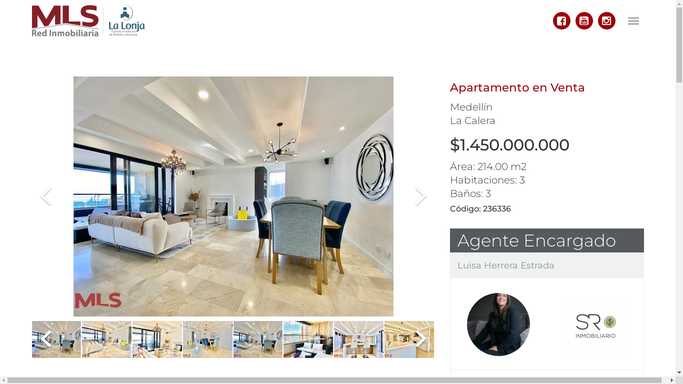 MLS
Red Inmobiliaria
La Lonja
Apartamento en Venta
Medellín
La Calera
$1.450.000.000
Área: 214.00 m2
Habitaciones: 3
Baños: 3
Código: 236336
MLS
Agente Encargado
Luisa Herrera Estrada
SR
INMOBILIARIO